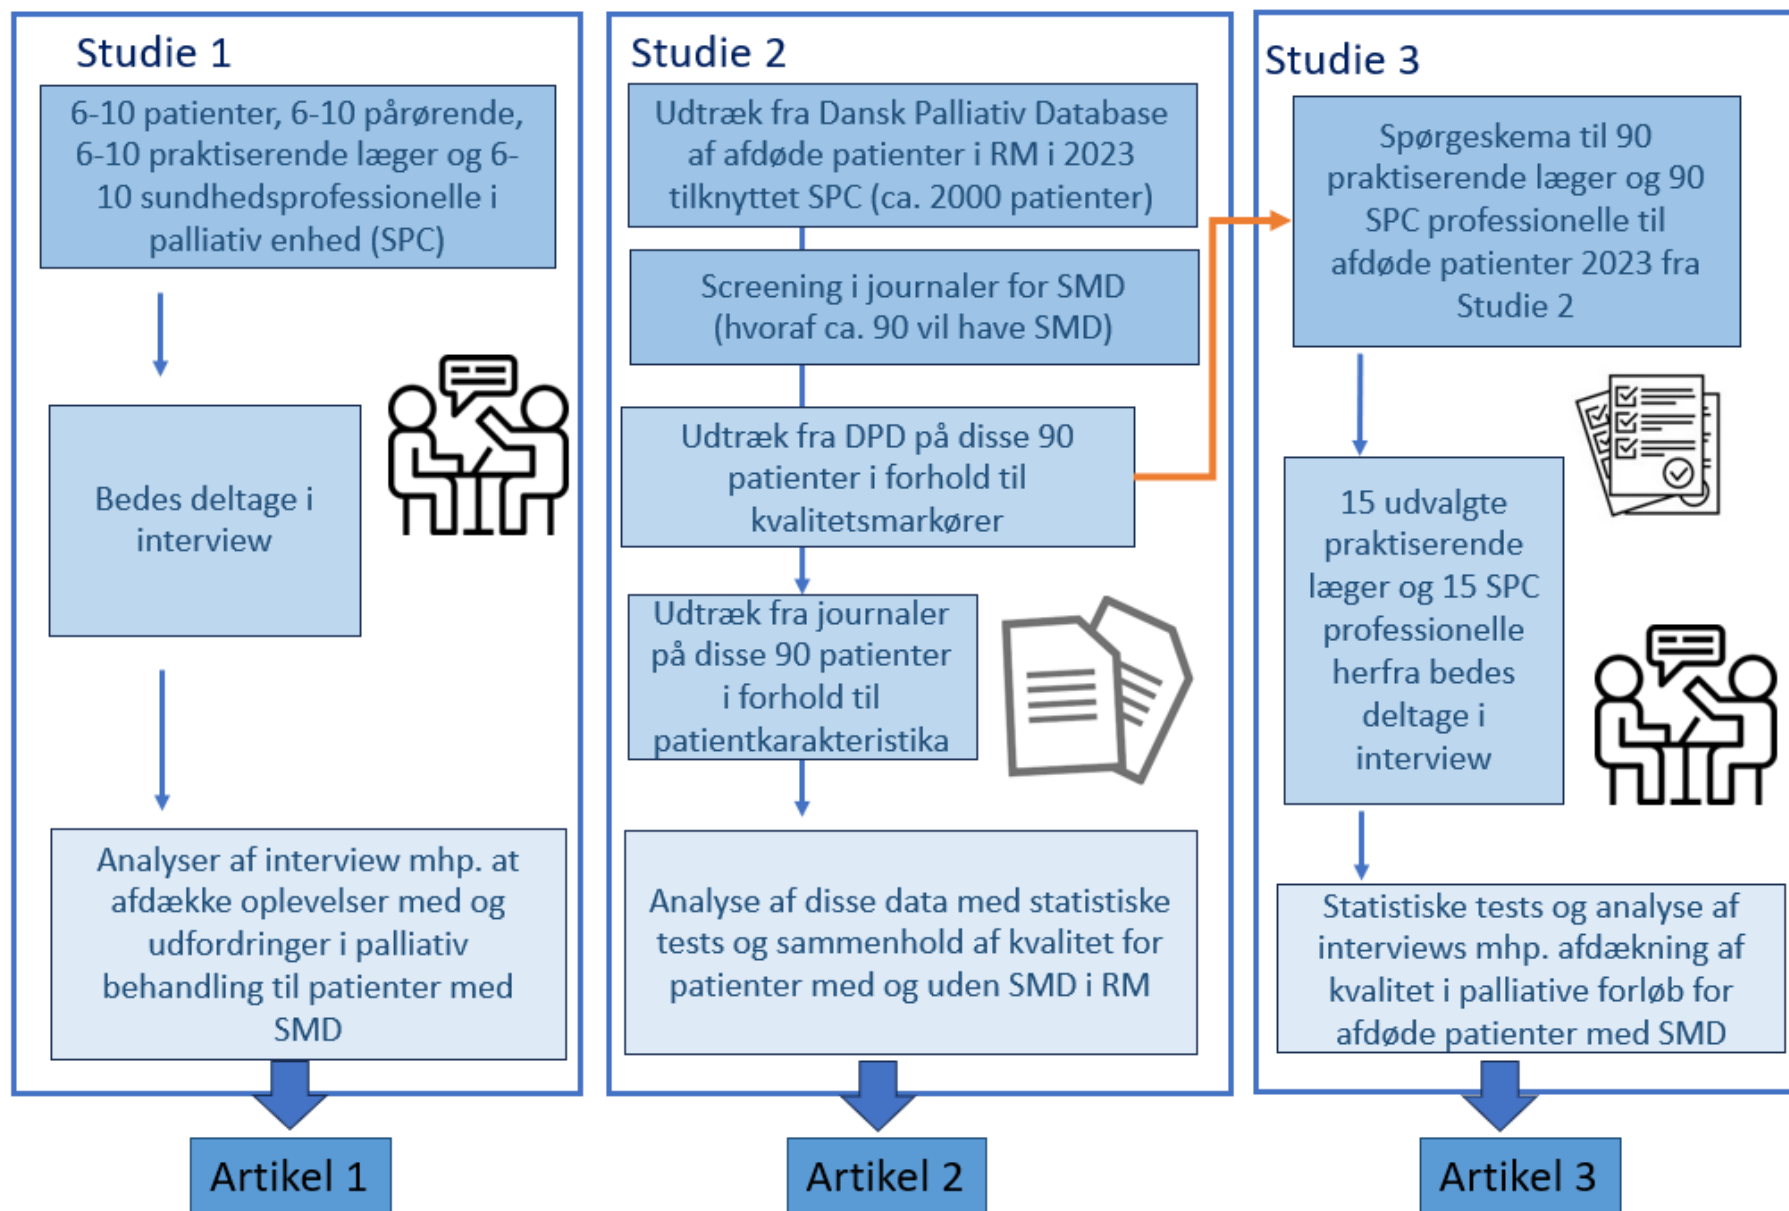 Studie 1
6-10 patienter, 6-10 pårørende,
6-10 praktiserende læger og 6-
10 sundhedsprofessionelle i
palliativ enhed (SPC)
Bedes deltage i
interview
Analyser af interview mhp. at
afdække oplevelser med og
udfordringer i palliativ
behandling til patienter med
SMD
Artikel 1
Studie 2
Udtræk fra Dansk Palliativ Database
af afdøde patienter i RM i 2023
tilknyttet SPC (ca. 2000 patienter)
Screening i journaler for SMD
(hvoraf ca. 90 vil have SMD)
Udtræk fra DPD på disse 90
patienter i forhold til
kvalitetsmarkører
Udtræk fra journaler
på disse 90 patienter
i forhold til
patientkarakteristika
Analyse af disse data med statistiske
tests og sammenhold af kvalitet for
patienter med og uden SMD i RM
Artikel 2
Studie 3
Spørgeskema til 90
praktiserende læger og 90
SPC professionelle til
afdøde patienter 2023 fra
Studie 2
15 udvalgte
praktiserende
læger og 15 SPC
professionelle
herfra bedes
deltage i
interview
Statistiske tests og analyse af
interviews mhp. afdækning af
kvalitet i palliative forløb for
afdøde patienter med SMD
Artikel 3